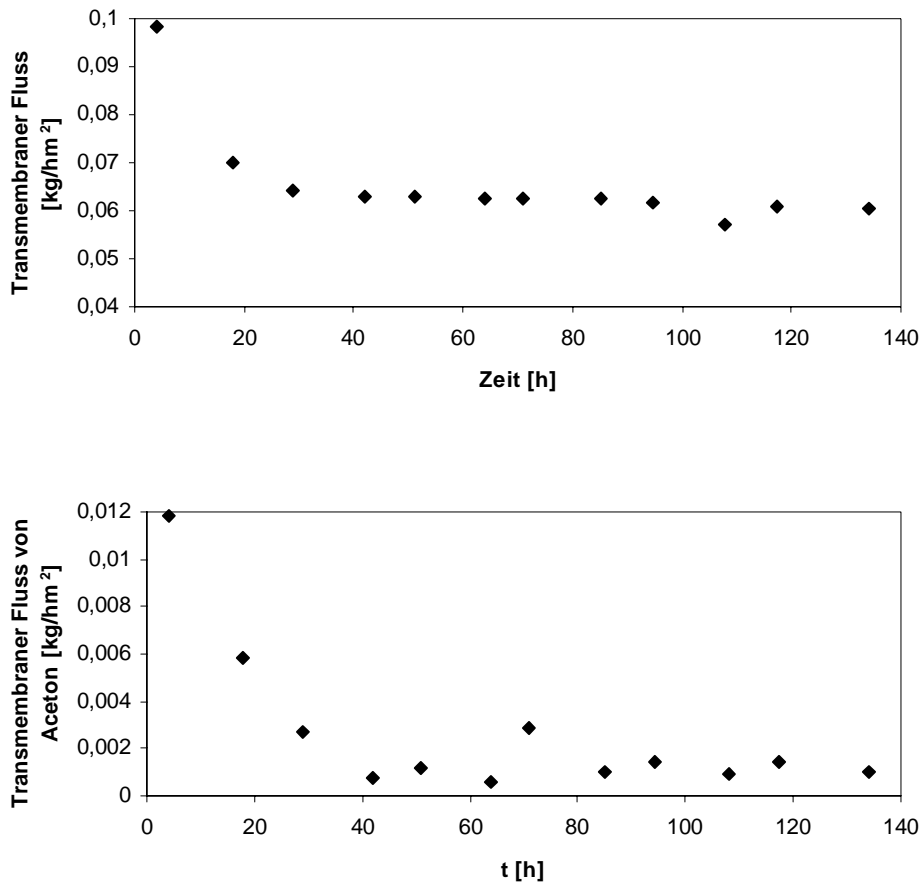 0,1
0,09
0,08
0,07
0,06
0,05
0,04
Transmembraner Fluss
[kg/hm²]
0 20 40 60 80 100 120 140
Zeit [h]
0,012
0,01
0,008
0,006
0,004
0,002
0
Transmembraner Fluss von
Aceton [kg/hm²]
0 20 40 60 80 100 120 140
t [h]